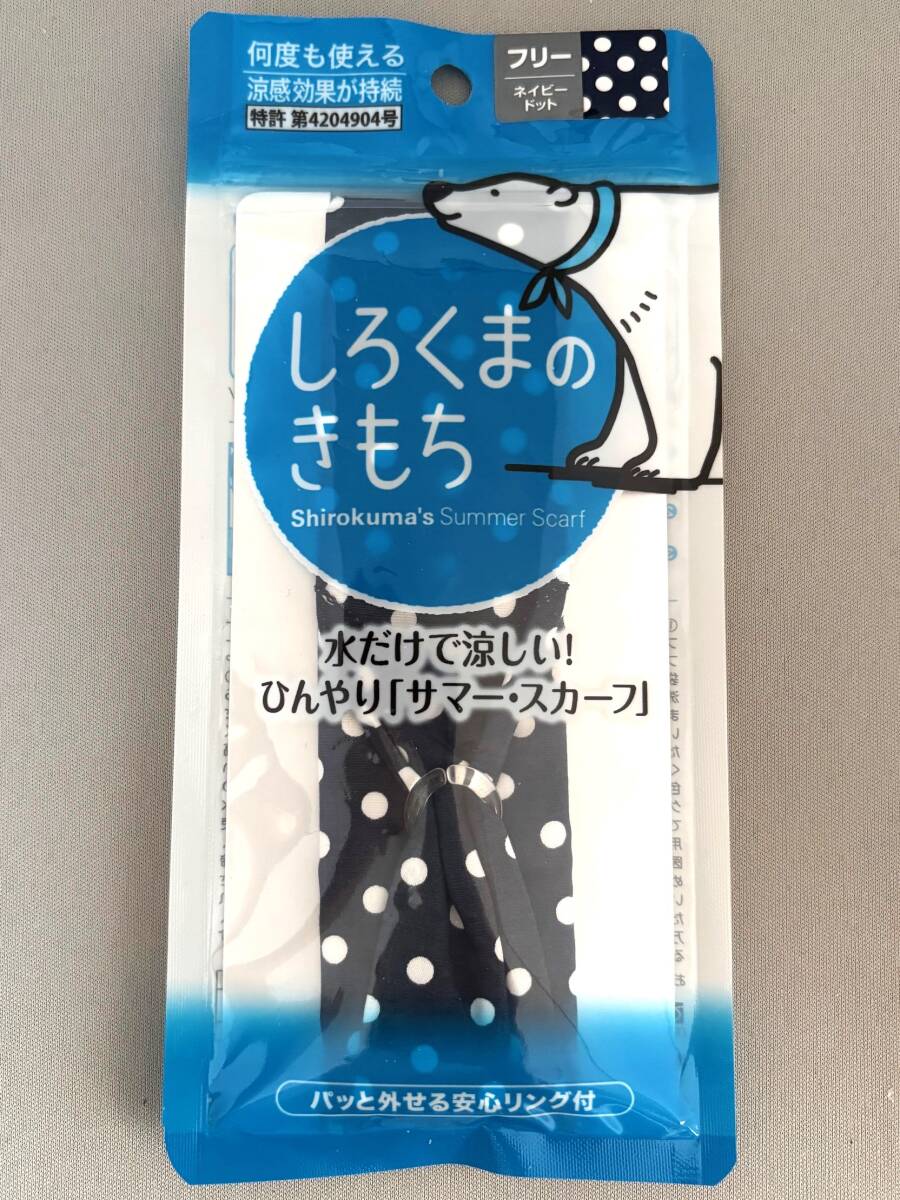 何度も使える
涼感効果が持続
特許 第4204904号
フリー
ネイビー
ドット
しろくまの
きもち
Shirokuma's Summer Scarf
水だけで涼しい!
ひんやり「サマー・スカーフ」
パッと外せる安心リング付